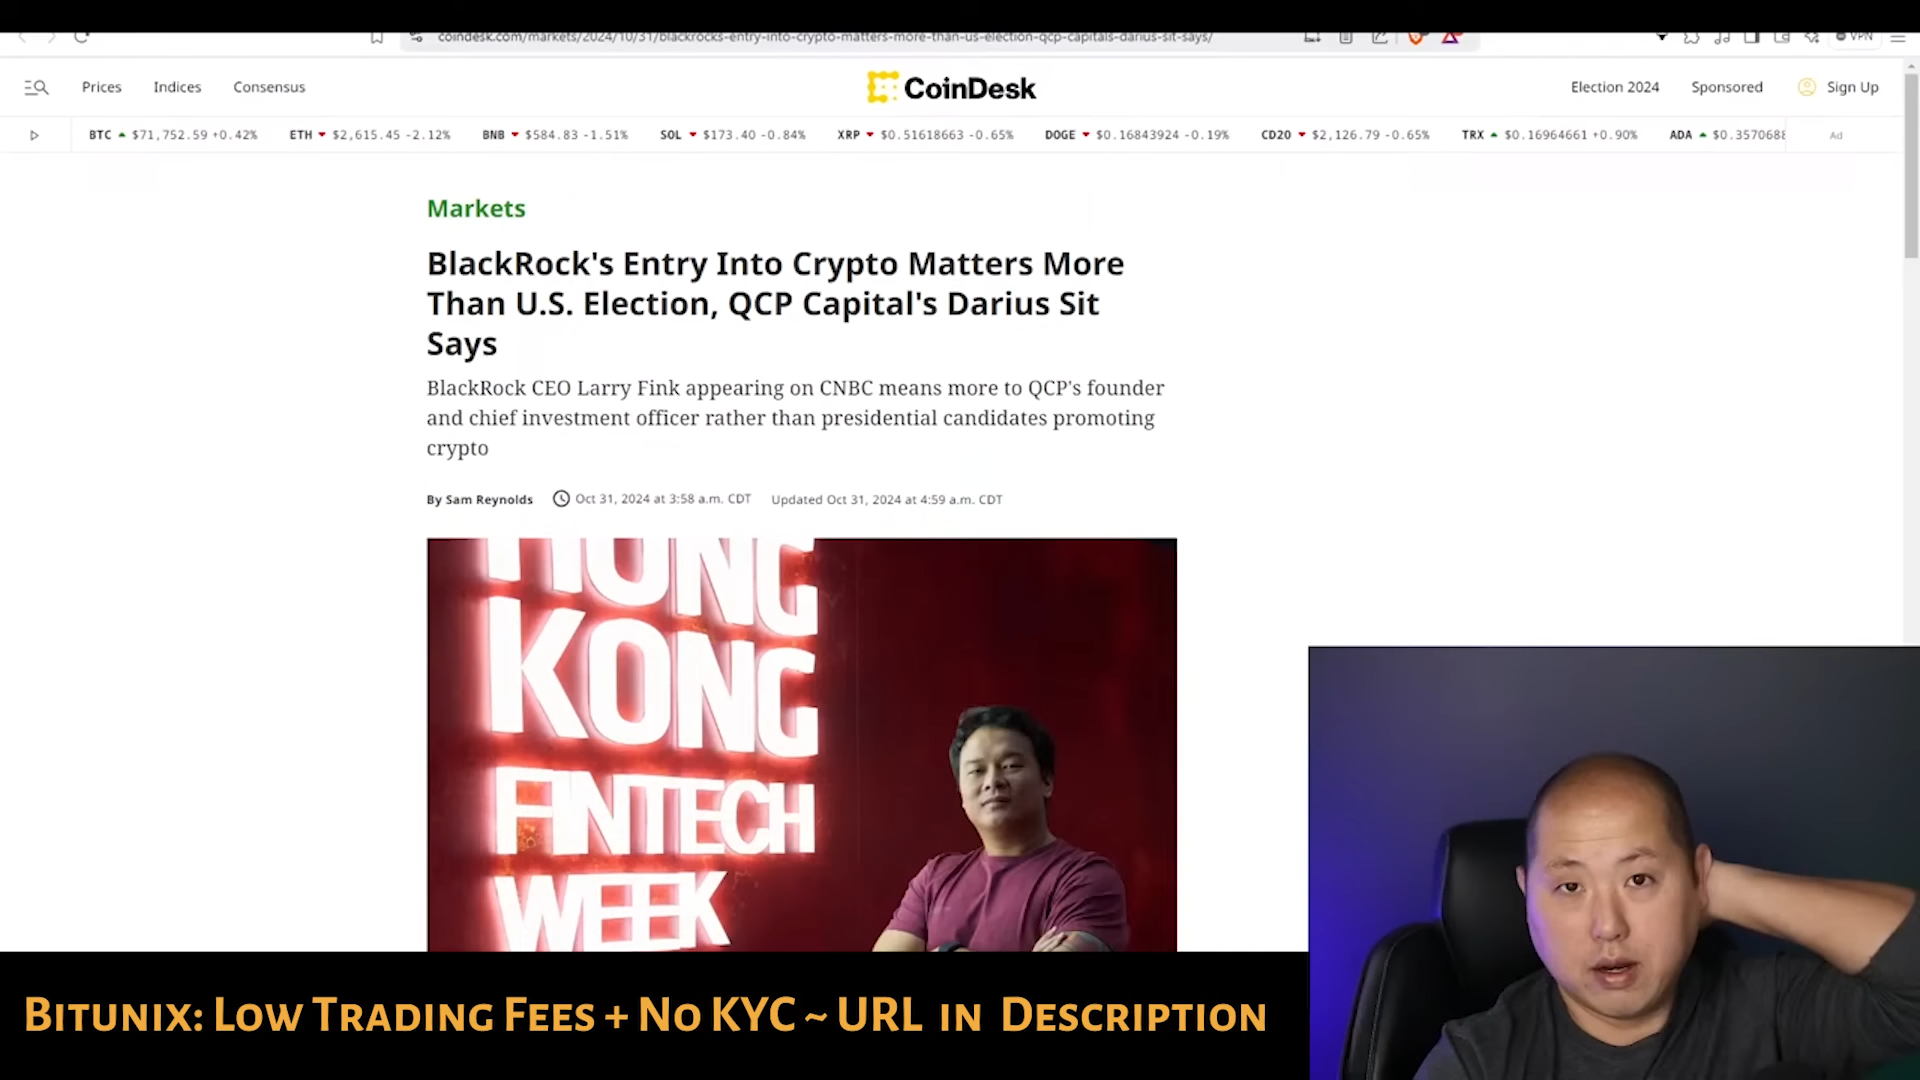 coindesk.com/markets/2024/10/31/blackrocks-entry-into-crypto-matters-more-than-us-election-qcp-capitals-darius-sit-says/
VPN
Prices Indices Consensus CoinDesk Election 2024 Sponsored Sign Up
BTC $71,752.59 +0.42% ETH $2,615.45 -2.12% BNB $584.83 -1.51% SOL $173.40 -0.84% XRP $0.51618663 -0.65% DOGE $0.16843924 -0.19% CD20 $2,126.79 -0.65% TRX $0.16964661 +0.90% ADA $0.3570688 Ad
Markets
BlackRock's Entry Into Crypto Matters More
Than U.S. Election, QCP Capital's Darius Sit
Says
BlackRock CEO Larry Fink appearing on CNBC means more to QCP's founder
and chief investment officer rather than presidential candidates promoting
crypto
By Sam Reynolds Oct 31, 2024 at 3:58 a.m. CDT Updated Oct 31, 2024 at 4:59 a.m. CDT
HONG
KONG
FINTECH
WEEK
Bitunix: Low Trading Fees + No KYC ~ URL in Description